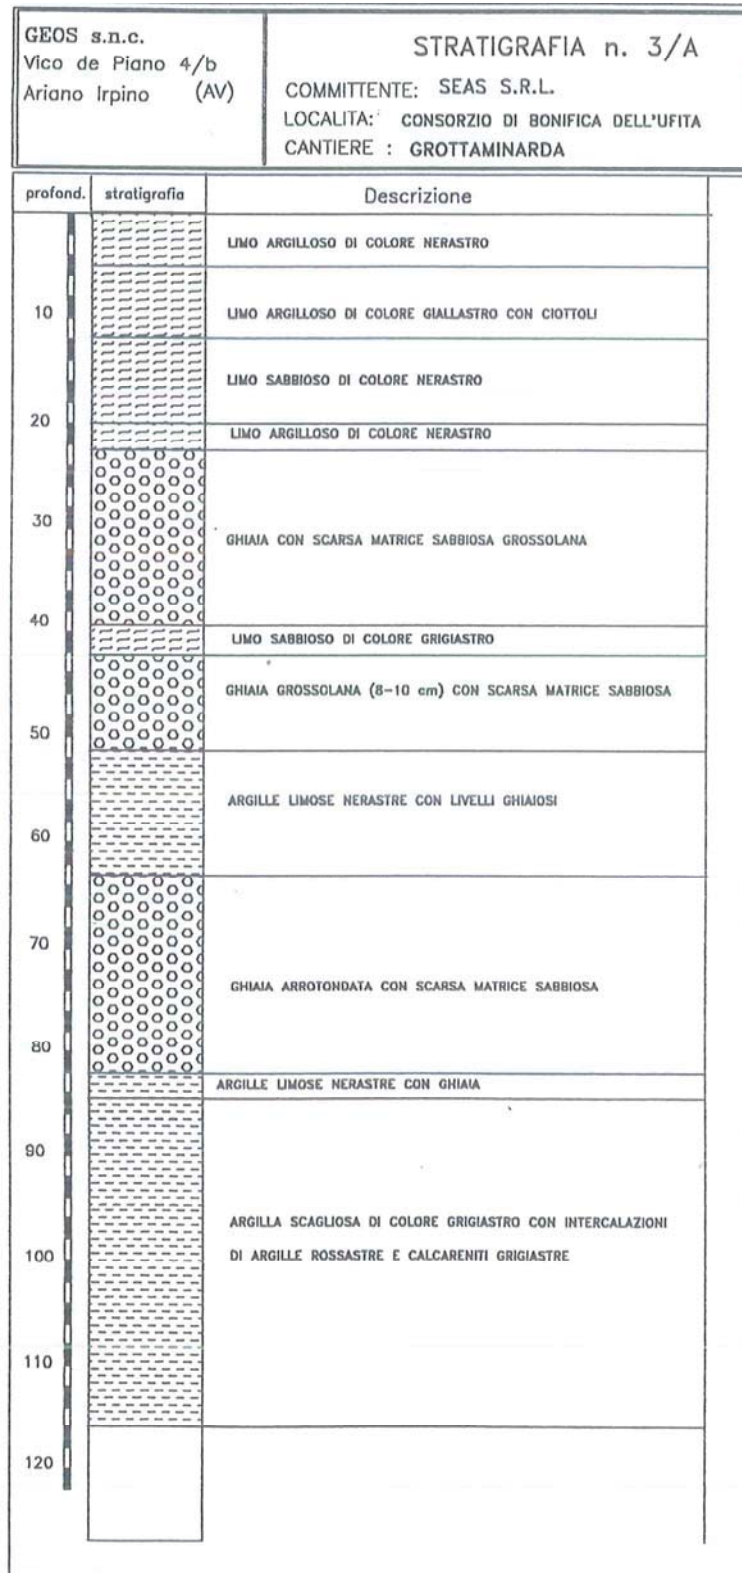 GEOS s.n.c.
Vico de Piano 4/b
Ariano Irpino (AV)
STRATIGRAFIA n. 3/A
COMMITTENTE: SEAS S.R.L.
LOCALITA: CONSORZIO DI BONIFICA DELL'UFITA
CANTIERE : GROTTAMINARDA
profond. stratigrafia Descrizione
LIMO ARGILLOSO DI COLORE NERASTRO
10 LIMO ARGILLOSO DI COLORE GIALLASTRO CON CIOTTOLI
LIMO SABBIOSO DI COLORE NERASTRO
20
LIMO ARGILLOSO DI COLORE NERASTRO
30
GHIAIA CON SCARSA MATRICE SABBIOSA GROSSOLANA
40
LIMO SABBIOSO DI COLORE GRIGIASTRO
GHIAIA GROSSOLANA (8-10 cm) CON SCARSA MATRICE SABBIOSA
50
ARGILLE LIMOSE NERASTRE CON LIVELLI GHIAIOSI
60
70
GHIAIA ARROTONDATA CON SCARSA MATRICE SABBIOSA
80
ARGILLE LIMOSE NERASTRE CON GHIAIA
90
ARGILLA SCAGLIOSA DI COLORE GRIGIASTRO CON INTERCALAZIONI
100 DI ARGILLE ROSSASTRE E CALCARENITI GRIGIASTRE
110
120